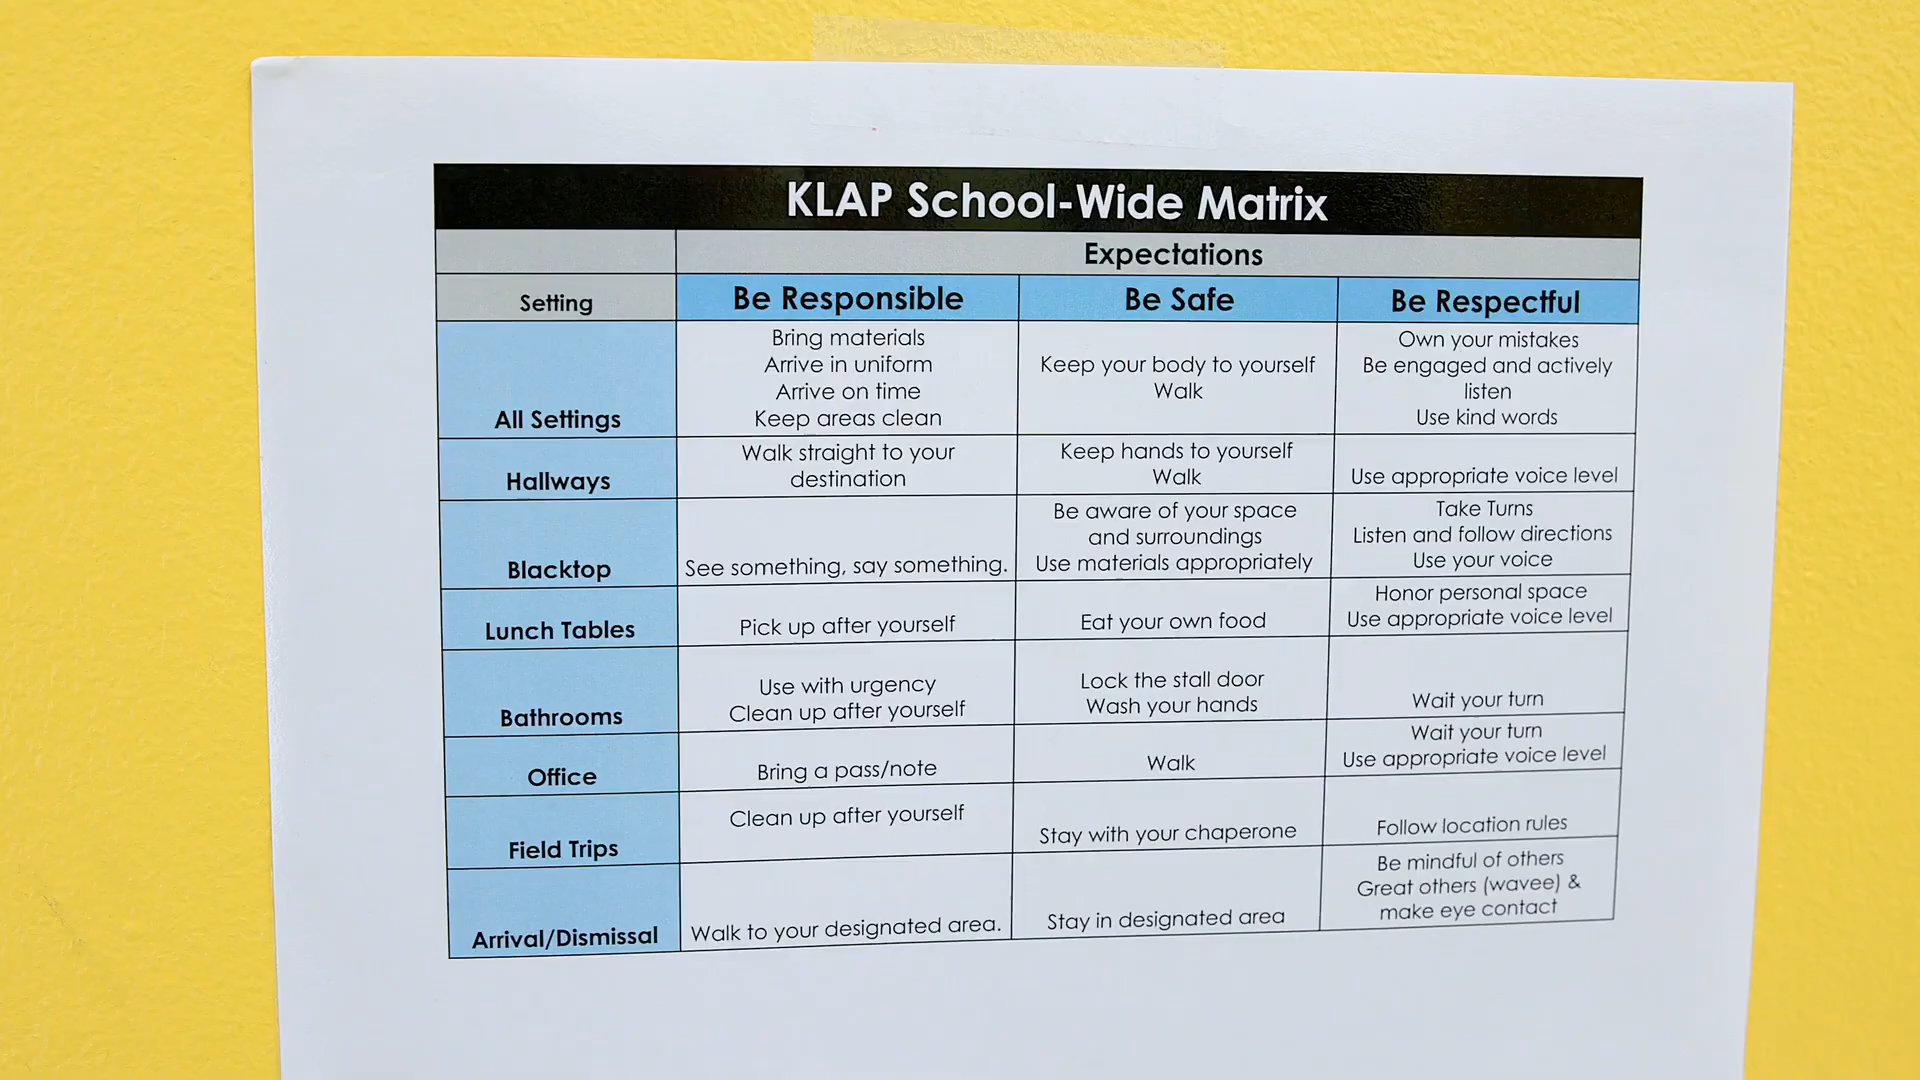 KLAP School-Wide Matrix
Expectations
Setting
Be Responsible
Be Safe
Be Respectful
All Settings
Bring materials
Arrive in uniform
Arrive on time
Keep areas clean
Keep your body to yourself
Walk
Own your mistakes
Be engaged and actively
listen
Use kind words
Hallways
Walk straight to your
destination
Keep hands to yourself
Walk
Use appropriate voice level
Blacktop
See something, say something.
Be aware of your space
and surroundings
Use materials appropriately
Take Turns
Listen and follow directions
Use your voice
Lunch Tables
Pick up after yourself
Eat your own food
Honor personal space
Use appropriate voice level
Bathrooms
Use with urgency
Clean up after yourself
Lock the stall door
Wash your hands
Wait your turn
Office
Bring a pass/note
Walk
Wait your turn
Use appropriate voice level
Field Trips
Clean up after yourself
Stay with your chaperone
Follow location rules
Arrival/Dismissal
Walk to your designated area.
Stay in designated area
Be mindful of others
Great others (wavee) &
make eye contact